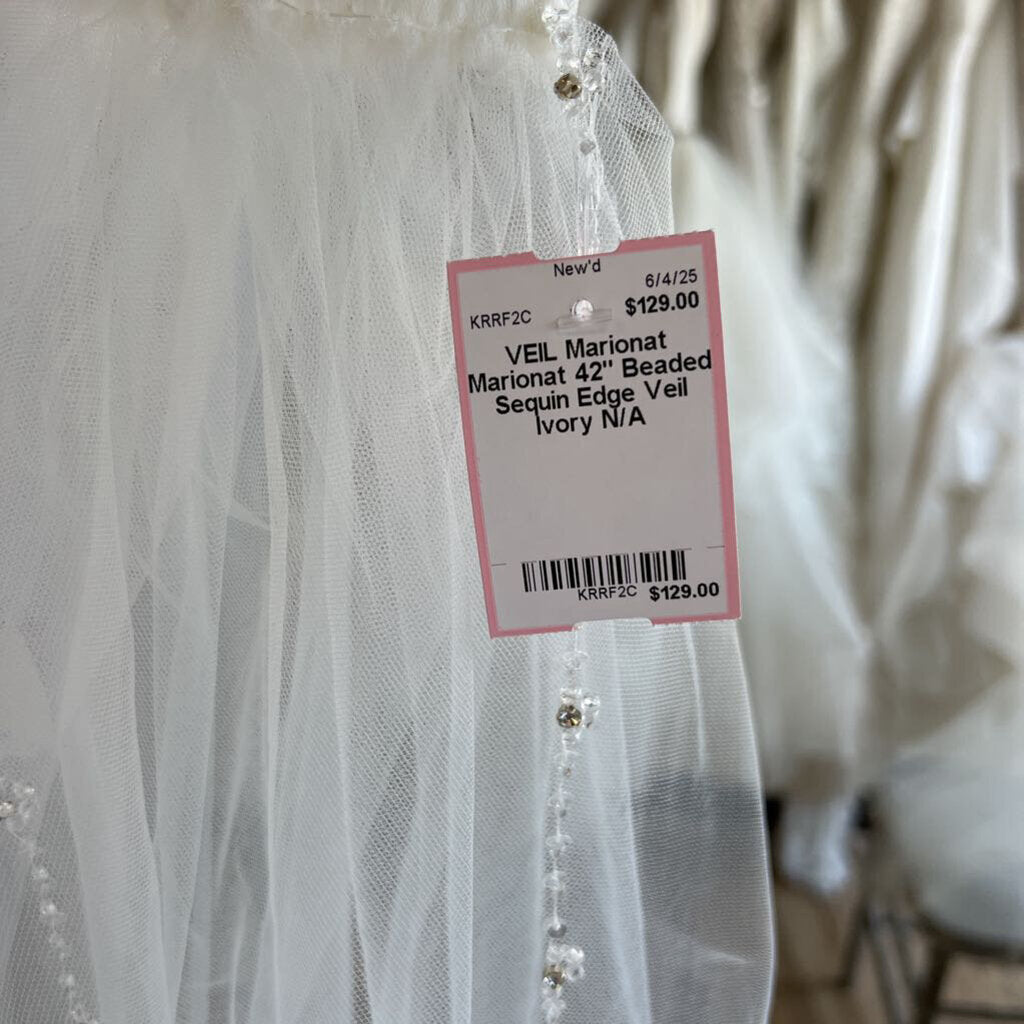 New'd
6/4/25
KRRF2C
$129.00
VEIL Marionat
Marionat 42" Beaded
Sequin Edge Veil
Ivory N/A
KRRF2C
$129.00